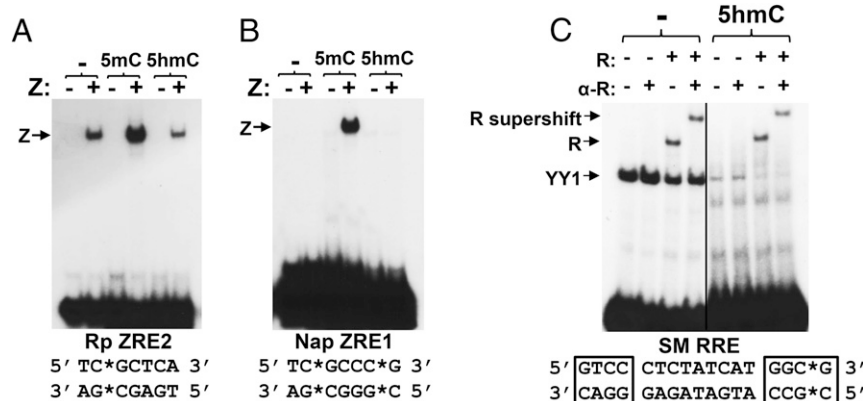 A
- 5mC 5hmC
Z: - + - + - +
Z
Rp ZRE2
5′ TC*GCTCA 3′
3′ AG*CGAGT 5′
B
- 5mC 5hmC
Z: - + - + - +
Z
Nap ZRE1
5′ TC*GCCC*G 3′
3′ AG*CGGG*C 5′
C
- 5hmC
R: - - + + - - + +
α-R: - + - + - + - +
R supershift
R
YY1
SM RRE
5′ GTCC CTCTATCAT GGC*G 3′
3′ CAGG GAGATAGTA CCG*C 5′